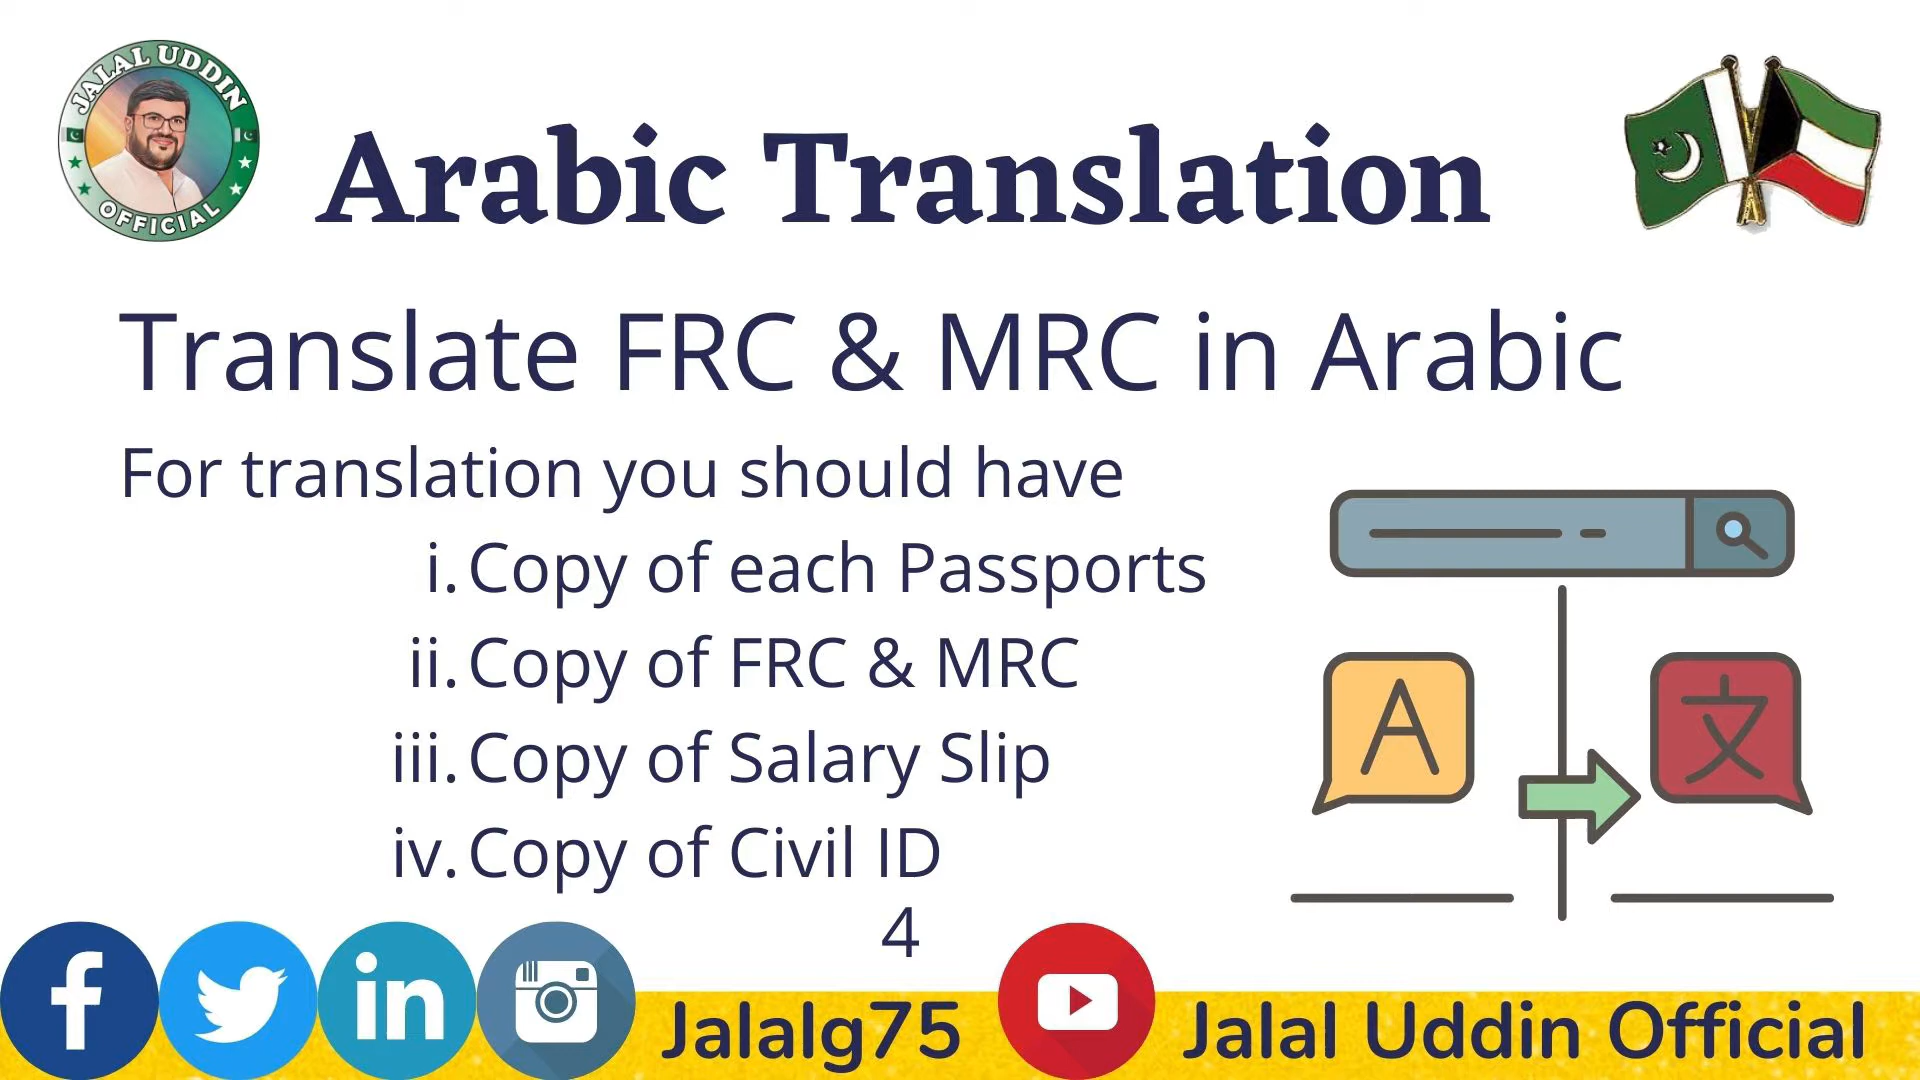 JALAL UDDIN
OFFICIAL
Arabic Translation
Translate FRC & MRC in Arabic
For translation you should have
i. Copy of each Passports
ii. Copy of FRC & MRC
iii. Copy of Salary Slip
iv. Copy of Civil ID
A
文
4
f
in
Jalalg75
Jalal Uddin Official